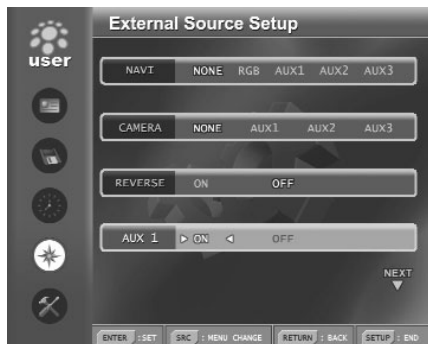 External Source Setup
user
NAVI NONE RGB AUX1 AUX2 AUX3
CAMERA NONE AUX1 AUX2 AUX3
REVERSE ON OFF
AUX 1 ▷ ON ◁ OFF
NEXT
ENTER : SET SRC : MENU CHANGE RETURN : BACK SETUP : END